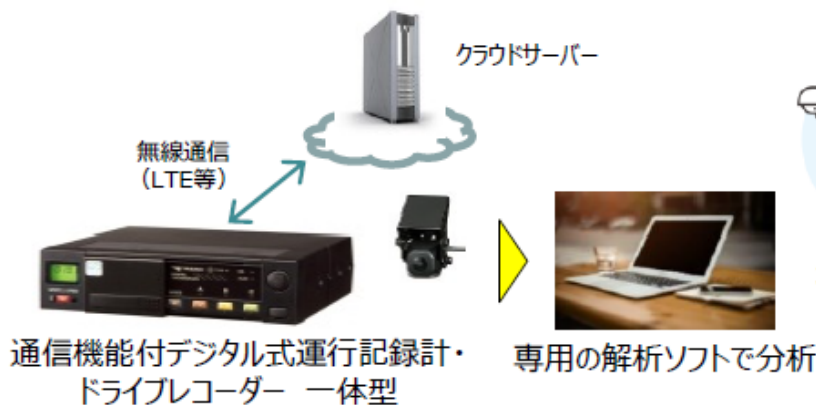 クラウドサーバー
無線通信
（LTE等）
通信機能付デジタル式運行記録計・
ドライブレコーダー 一体型
専用の解析ソフトで分析